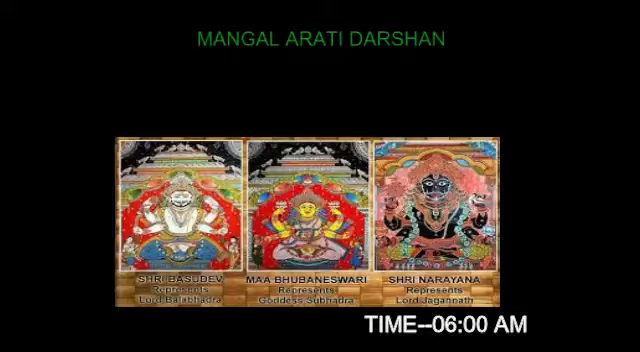 MANGAL ARATI DARSHAN
SHRI BASUDEV
Represents
Lord Balabhadra
MAA BHUBANESWARI
Represents
Goddess Subhadra
SHRI NARAYANA
Represents
Lord Jagannath
TIME--06:00 AM